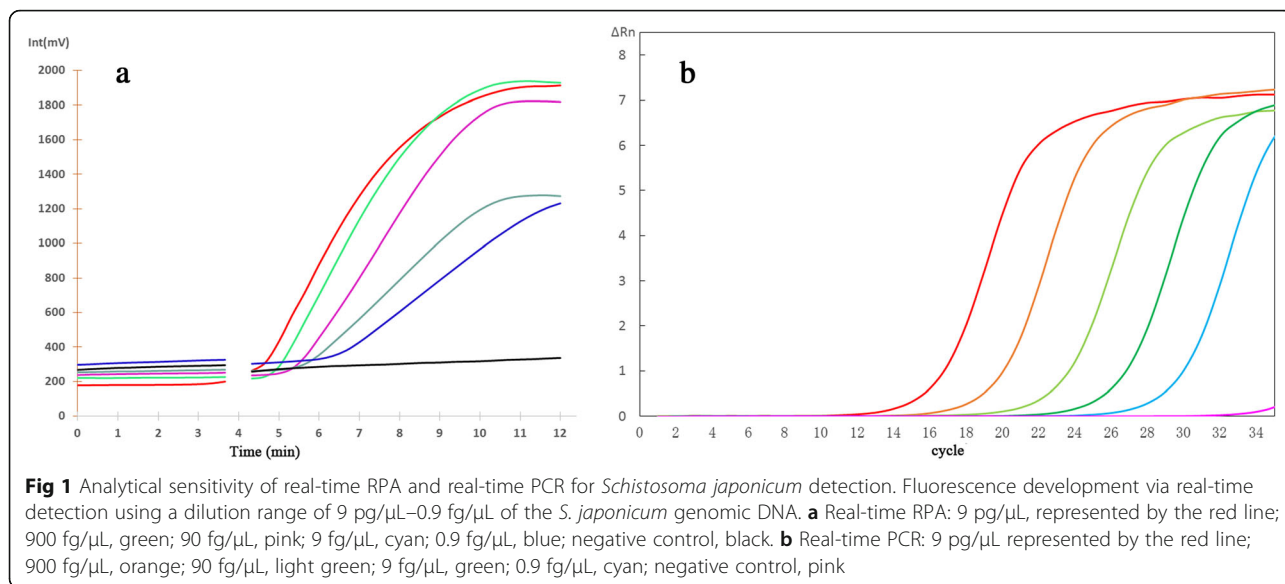 Int(mV)
a
2000
1800
1600
1400
1200
1000
800
600
400
200
0
0 1 2 3 4 5 6 7 8 9 10 11 12
Time (min)
ΔRn
b
8
7
6
5
4
3
2
1
0
2 4 6 8 10 12 14 16 18 20 22 24 26 28 30 32 34
cycle
Fig 1 Analytical sensitivity of real-time RPA and real-time PCR for Schistosoma japonicum detection. Fluorescence development via real-time
detection using a dilution range of 9 pg/μL–0.9 fg/μL of the S. japonicum genomic DNA. a Real-time RPA: 9 pg/μL, represented by the red line;
900 fg/μL, green; 90 fg/μL, pink; 9 fg/μL, cyan; 0.9 fg/μL, blue; negative control, black. b Real-time PCR: 9 pg/μL represented by the red line;
900 fg/μL, orange; 90 fg/μL, light green; 9 fg/μL, green; 0.9 fg/μL, cyan; negative control, pink